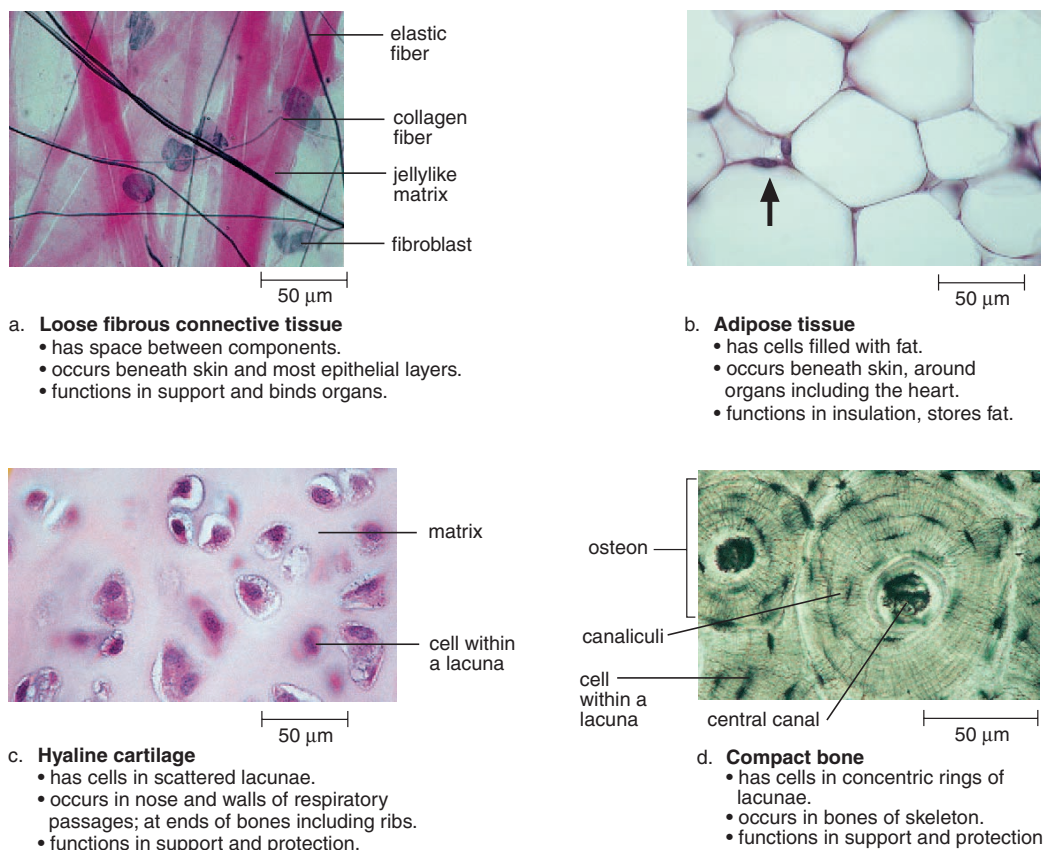 elastic
fiber
collagen
fiber
jellylike
matrix
fibroblast
50 μm
a. Loose fibrous connective tissue
• has space between components.
• occurs beneath skin and most epithelial layers.
• functions in support and binds organs.
50 μm
b. Adipose tissue
• has cells filled with fat.
• occurs beneath skin, around
organs including the heart.
• functions in insulation, stores fat.
matrix
cell within
a lacuna
50 μm
c. Hyaline cartilage
• has cells in scattered lacunae.
• occurs in nose and walls of respiratory
passages; at ends of bones including ribs.
• functions in support and protection.
osteon
canaliculi
cell
within a
lacuna
central canal
50 μm
d. Compact bone
• has cells in concentric rings of
lacunae.
• occurs in bones of skeleton.
• functions in support and protection